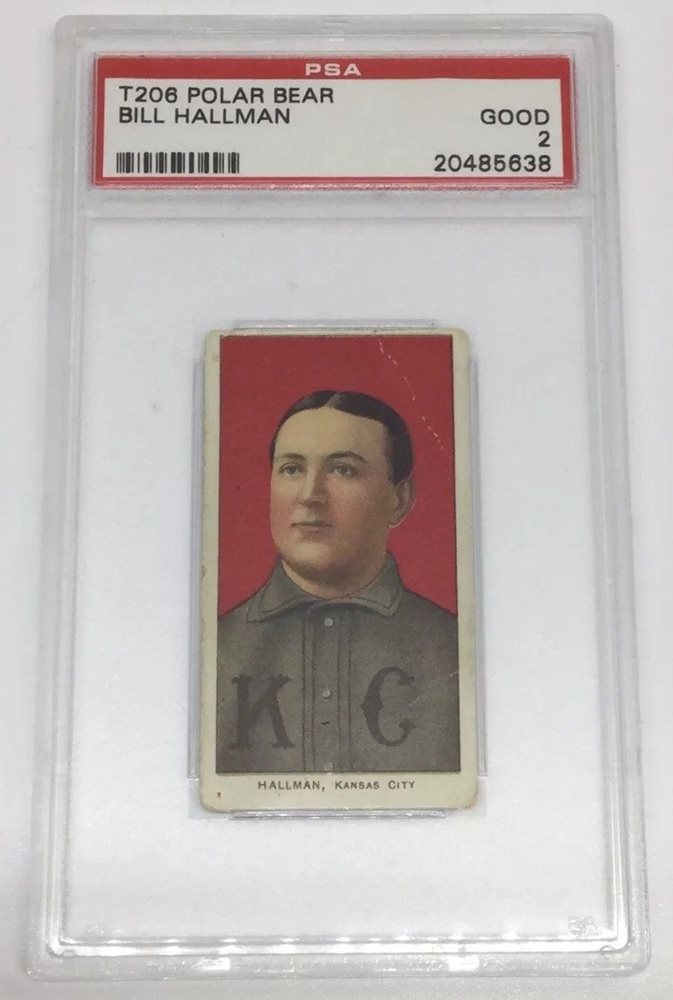 PSA
T206 POLAR BEAR
BILL HALLMAN
GOOD
2
20485638
K C
HALLMAN, KANSAS CITY